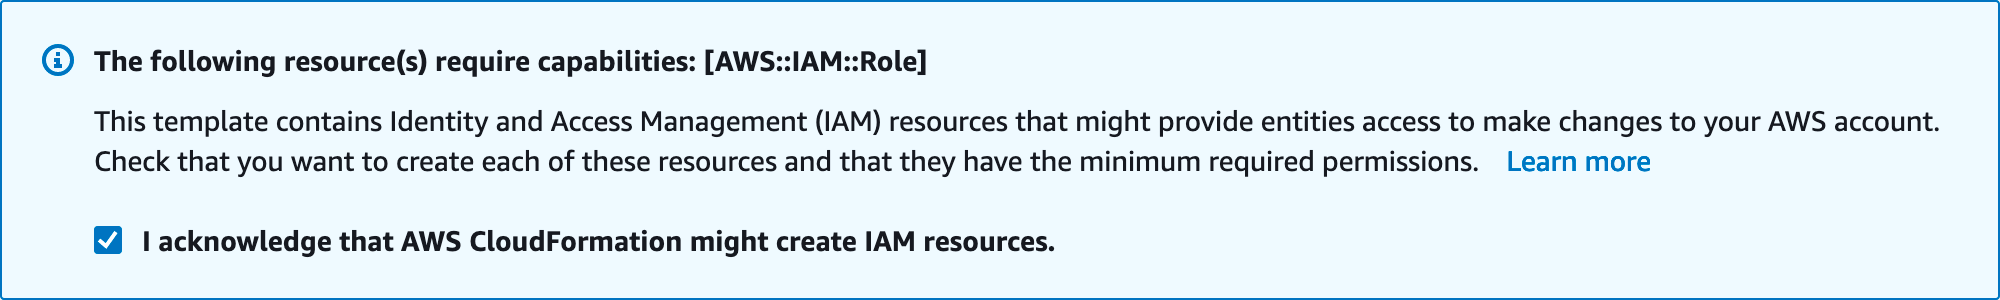 The following resource(s) require capabilities: [AWS::IAM::Role]
This template contains Identity and Access Management (IAM) resources that might provide entities access to make changes to your AWS account.
Check that you want to create each of these resources and that they have the minimum required permissions. Learn more
I acknowledge that AWS CloudFormation might create IAM resources.